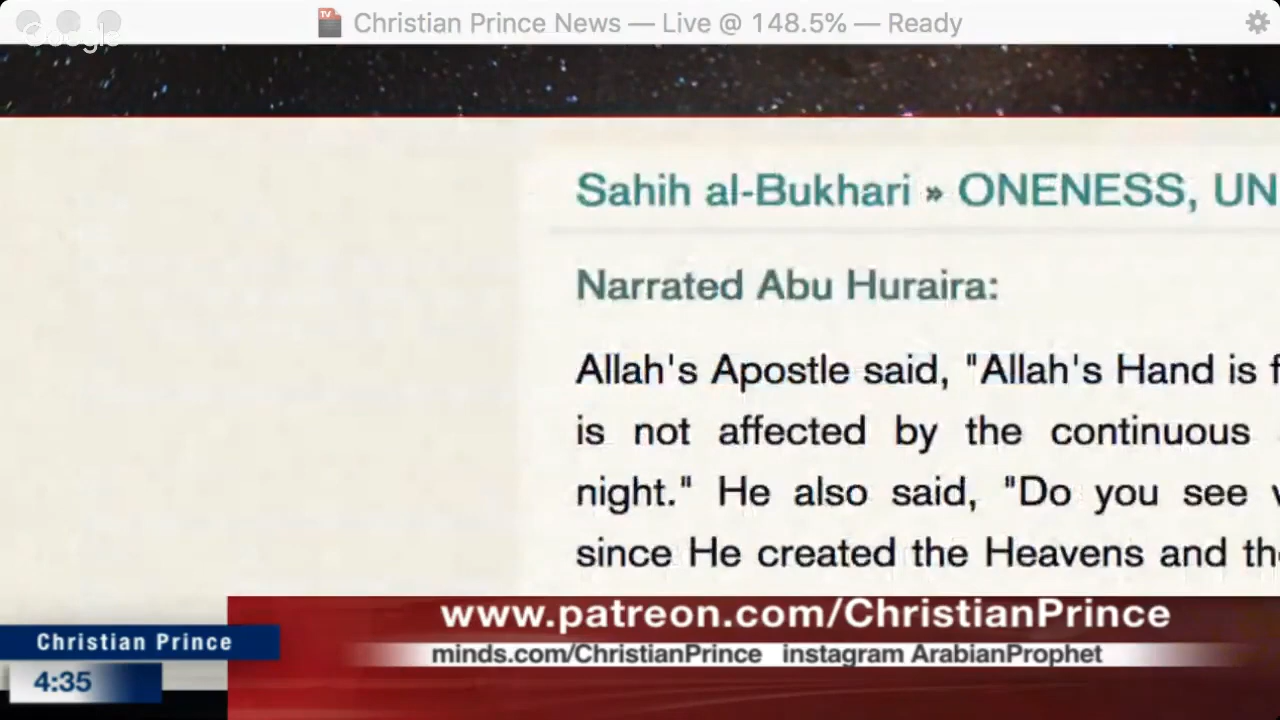 Christian Prince News — Live @ 148.5% — Ready
Google
Sahih al-Bukhari » ONENESS, UN
Narrated Abu Huraira:
Allah's Apostle said, "Allah's Hand is f
is not affected by the continuous
night." He also said, "Do you see
since He created the Heavens and th
www.patreon.com/ChristianPrince
minds.com/ChristianPrince instagram ArabianProphet
Christian Prince
4:35